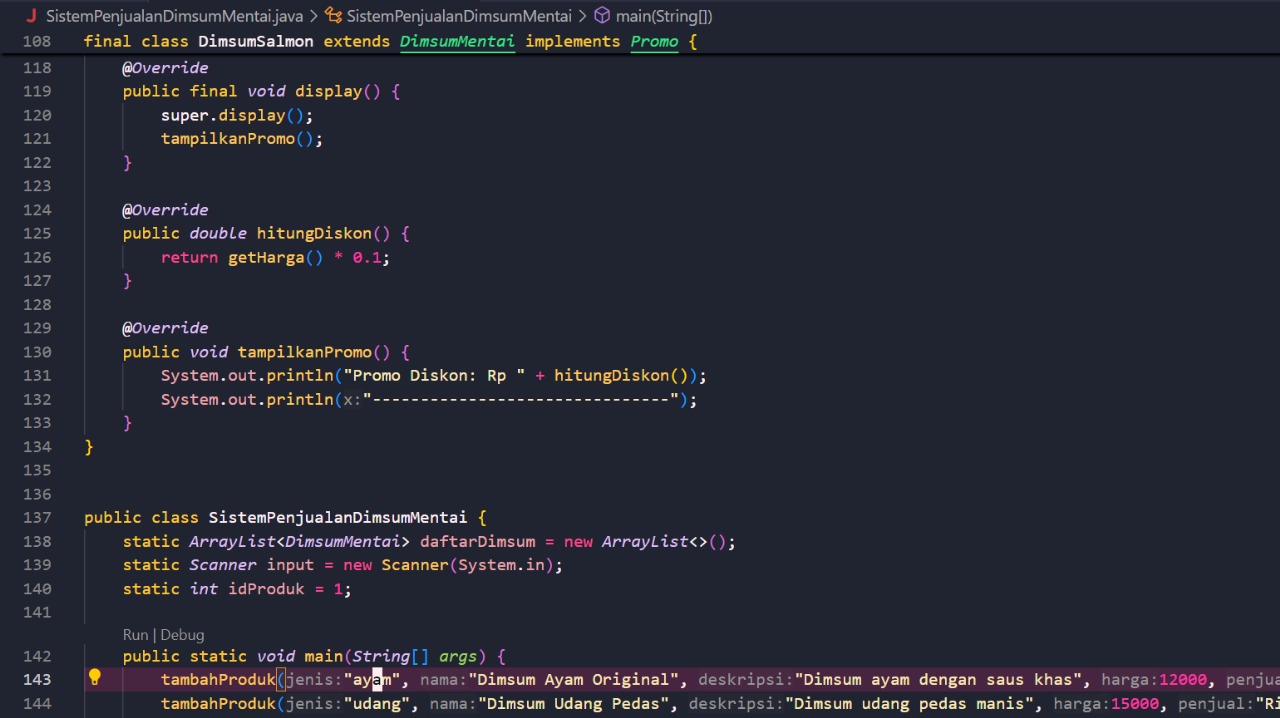 J SistemPenjualanDimsumMentai.java > SistemPenjualanDimsumMentai > main(String[])
108 final class DimsumSalmon extends DimsumMentai implements Promo {
118 @Override
119 public final void display() {
120 super.display();
121 tampilkanPromo();
122 }
123
124 @Override
125 public double hitungDiskon() {
126 return getHarga() * 0.1;
127 }
128
129 @Override
130 public void tampilkanPromo() {
131 System.out.println("Promo Diskon: Rp " + hitungDiskon());
132 System.out.println(x:"-------------------------------");
133 }
134 }
135
136
137 public class SistemPenjualanDimsumMentai {
138 static ArrayList<DimsumMentai> daftarDimsum = new ArrayList<>();
139 static Scanner input = new Scanner(System.in);
140 static int idProduk = 1;
141
Run | Debug
142 public static void main(String[] args) {
143 tambahProduk(jenis:"ayam", nama:"Dimsum Ayam Original", deskripsi:"Dimsum ayam dengan saus khas", harga:12000, penjua
144 tambahProduk(jenis:"udang", nama:"Dimsum Udang Pedas", deskripsi:"Dimsum udang pedas manis", harga:15000, penjual:"Ri